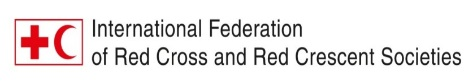 International Federation
of Red Cross and Red Crescent Societies